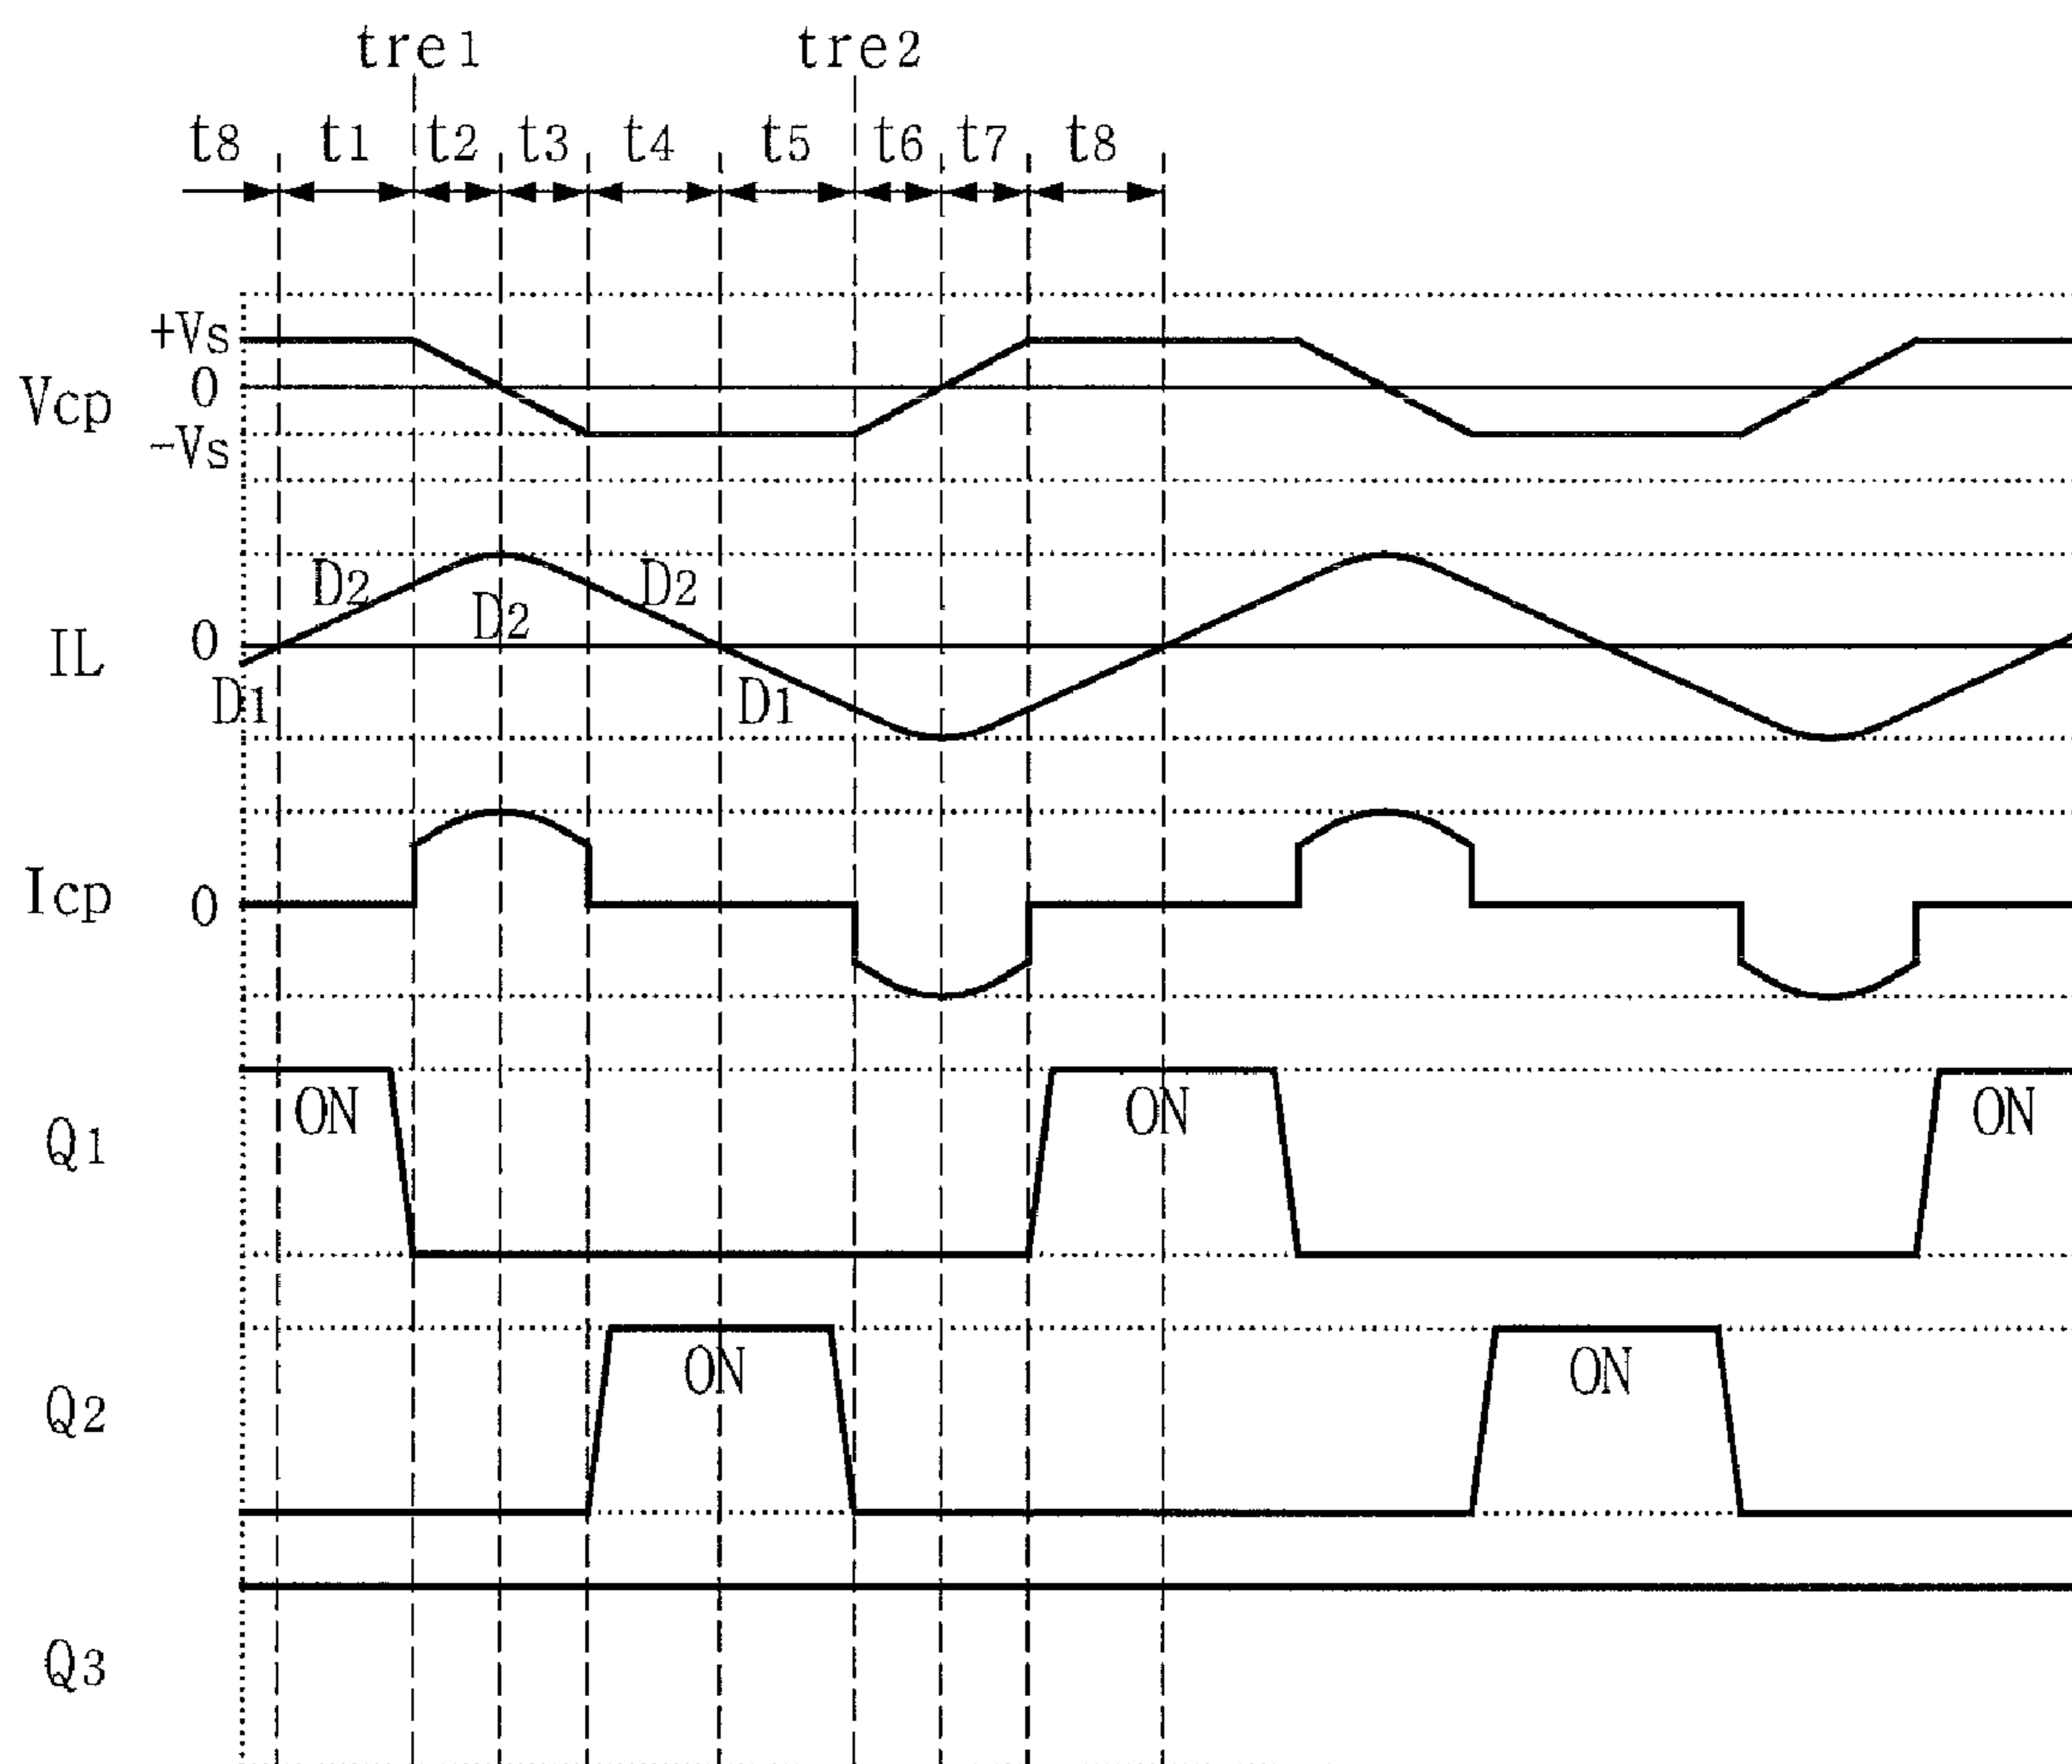 tre1 tre2
t8 t1 t2 t3 t4 t5 t6 t7 t8
+Vs
Vcp 0
-Vs
D2 D2
D2
IL 0
D1 D1
Icp 0
Q1 ON ON ON
Q2 ON ON
Q3